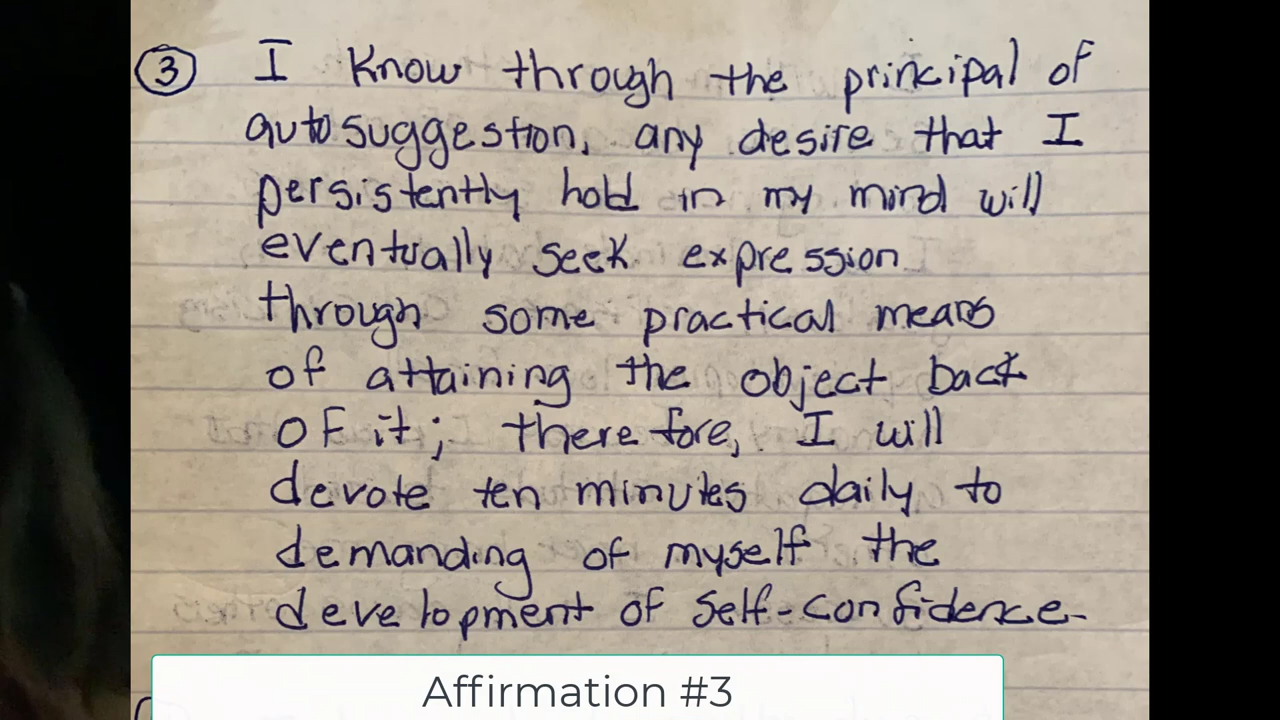 3 I Know through the principal of
autosuggestion, any desire that I
persistently hold in my mind will
eventually seek expression
through some practical means
of attaining the object back
of it; therefore, I will
devote ten minutes daily to
demanding of myself the
development of self-confidence-
Affirmation #3